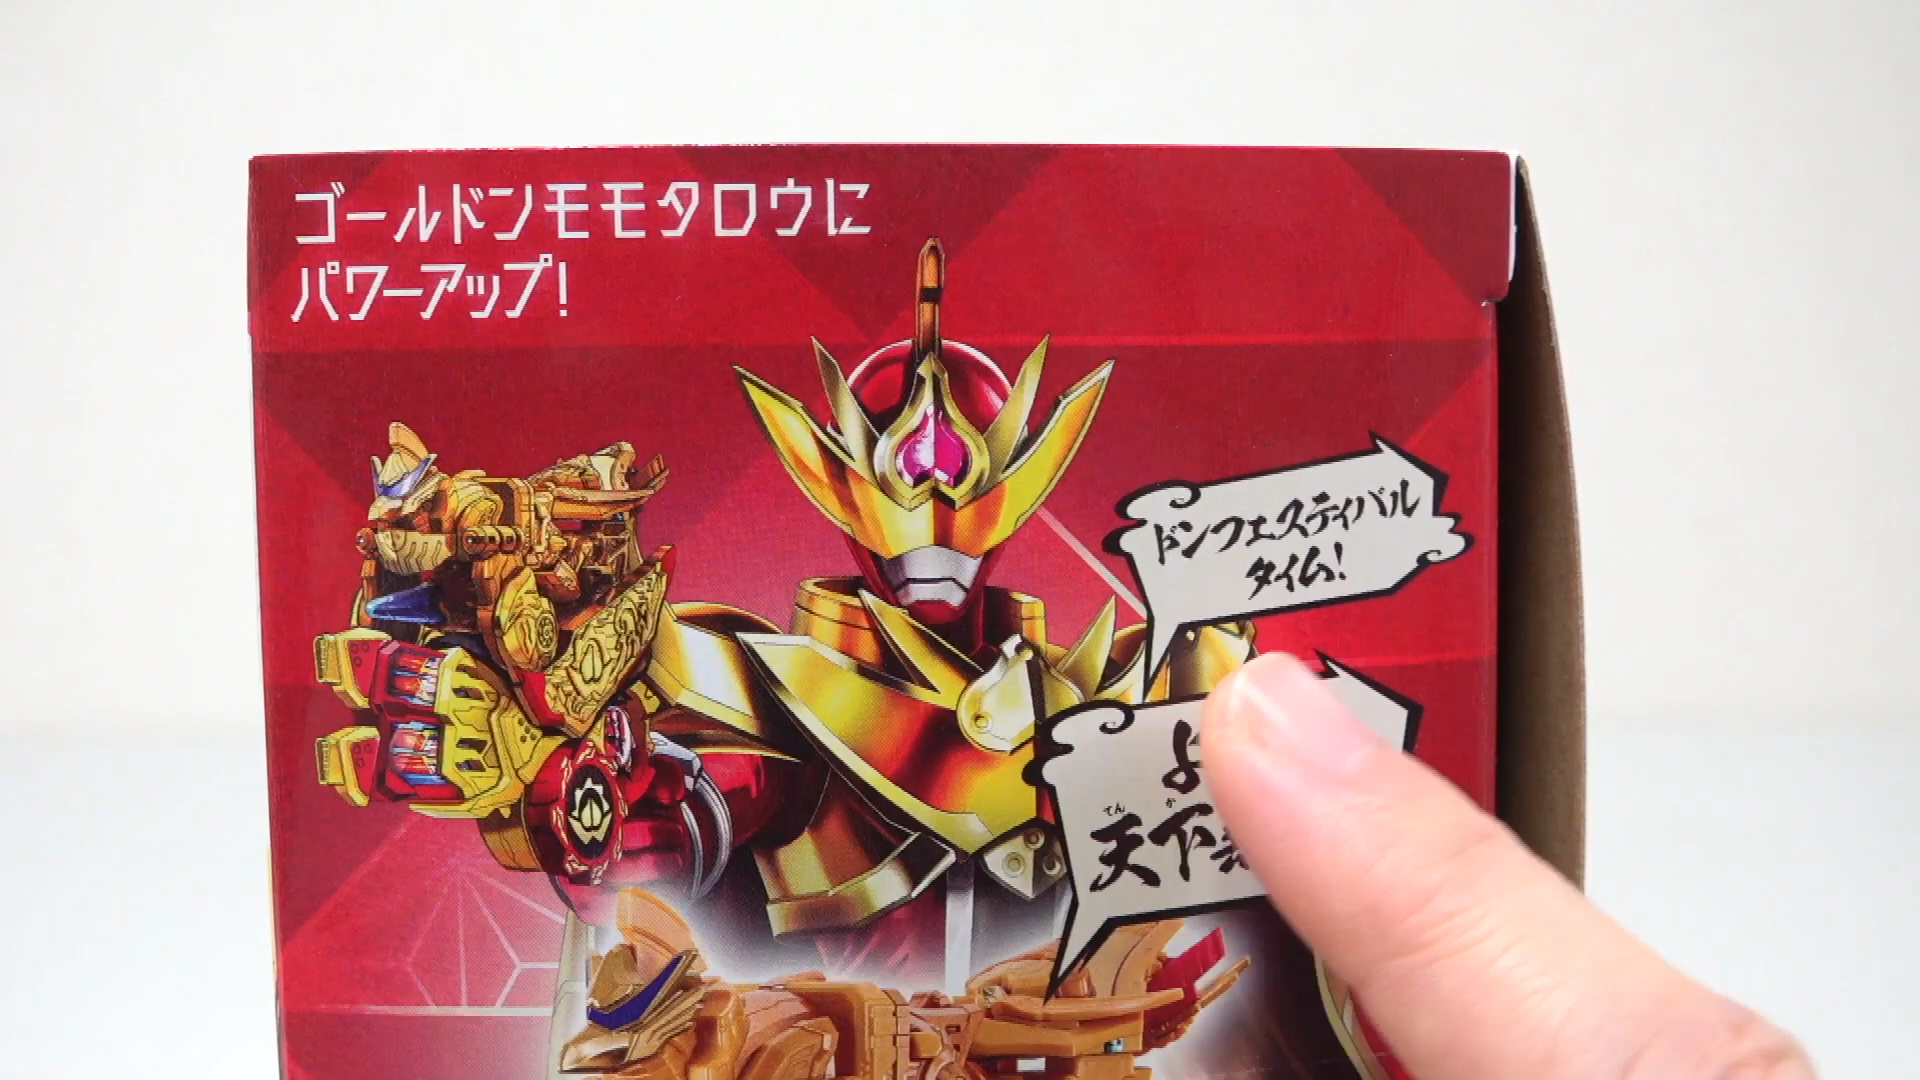 ゴールドンモモタロウに
パワーアップ!
ドンフェスティバル
タイム!
よ
てん か
天下